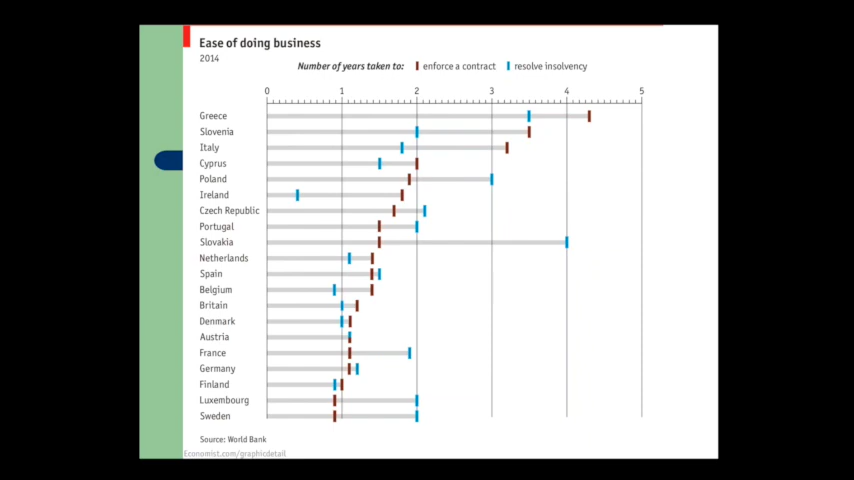 Ease of doing business
2014
Number of years taken to: enforce a contract resolve insolvency
0 1 2 3 4 5
Greece
Slovenia
Italy
Cyprus
Poland
Ireland
Czech Republic
Portugal
Slovakia
Netherlands
Spain
Belgium
Britain
Denmark
Austria
France
Germany
Finland
Luxembourg
Sweden
Source: World Bank
Economist.com/graphicdetail